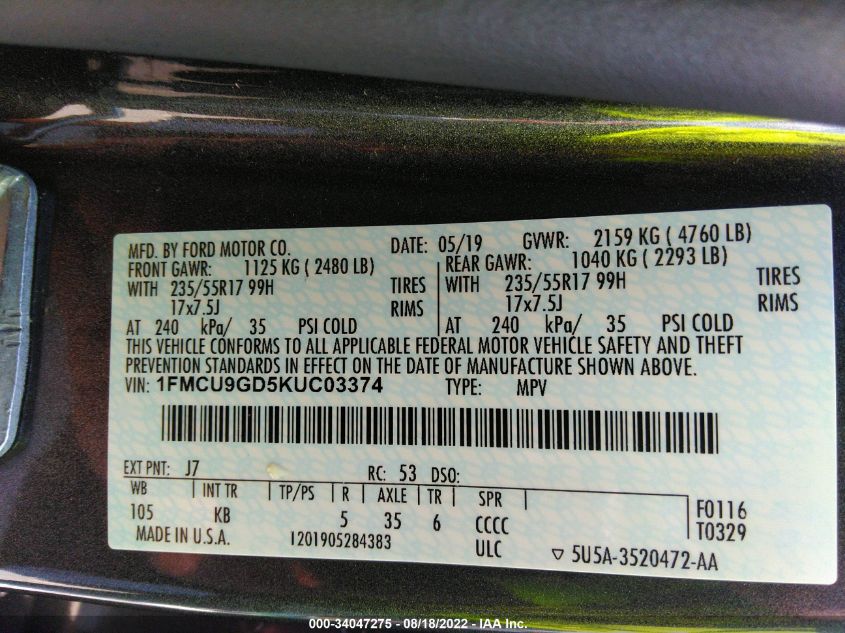 MFD. BY FORD MOTOR CO. DATE: 05/19 GVWR: 2159 KG ( 4760 LB)
FRONT GAWR: 1125 KG ( 2480 LB) REAR GAWR: 1040 KG ( 2293 LB)
WITH 235/55R17 99H TIRES WITH 235/55R17 99H TIRES
17x7.5J RIMS 17x7.5J RIMS
AT 240 kPa/ 35 PSI COLD AT 240 kPa/ 35 PSI COLD
THIS VEHICLE CONFORMS TO ALL APPLICABLE FEDERAL MOTOR VEHICLE SAFETY AND THEFT
PREVENTION STANDARDS IN EFFECT ON THE DATE OF MANUFACTURE SHOWN ABOVE.
VIN: 1FMCU9GD5KUC03374 TYPE: MPV
EXT PNT: J7 RC: 53 DSO:
WB INT TR TP/PS R AXLE TR SPR
105 KB 5 35 6 CCCC F0116
MADE IN U.S.A. I201905284383 ULC T0329
▽ 5U5A-3520472-AA
000-34047275 - 08/18/2022 - IAA Inc.